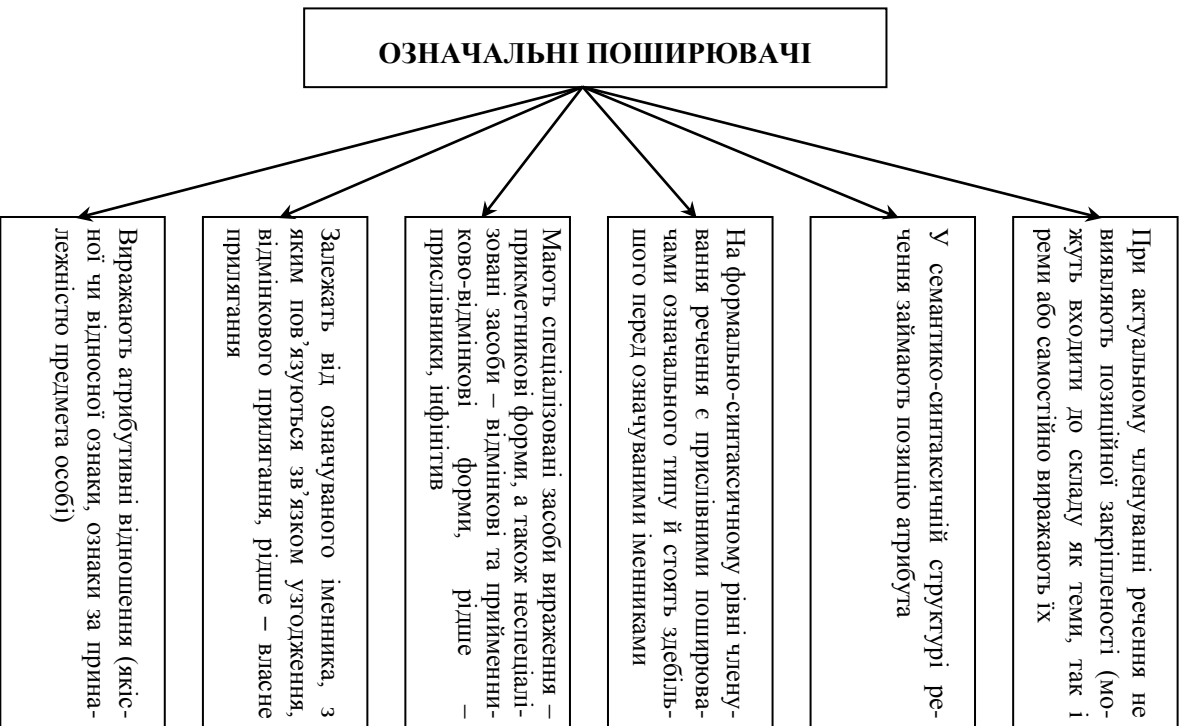 ОЗНАЧАЛЬНІ ПОШИРЮВАЧІ
Виражають атрибутивні відношення (якіс-
ної чи відносної ознаки, ознаки за прина-
лежністю предмета особі)
Залежать від означуваного іменника, з
яким пов’язуються зв’язком узгодження,
відмінкового прилягання, рідше – власне
прилягання
Мають спеціалізовані засоби вираження –
прикметникові форми, а також неспеціалі-
зовані засоби – відмінкові та прийменни-
ково-відмінкові форми, рідше –
прислівники, інфінітив
На формально-синтаксичному рівні члену-
вання речення є прислівними поширюва-
чами означального типу й стоять здебіль-
шого перед означуваними іменниками
У семантико-синтаксичній структурі ре-
чення займають позицію атрибута
При актуальному членуванні речення не
виявляють позиційної закріпленості (мо-
жуть входити до складу як теми, так і
реми або самостійно виражають їх